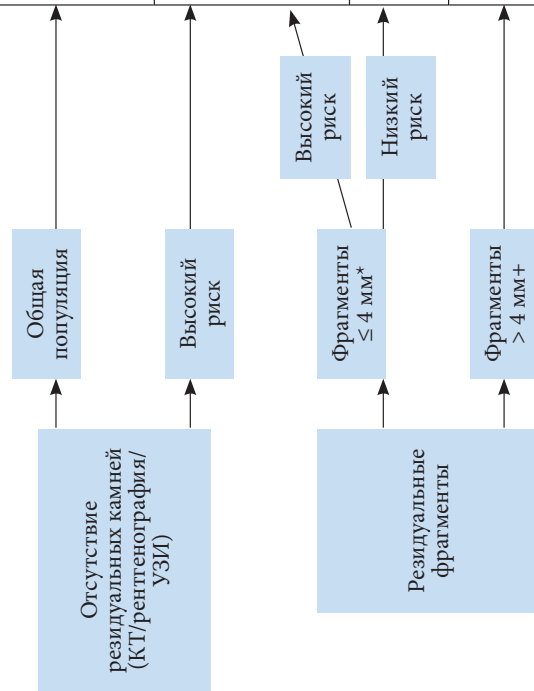 Отсутствие
резидуальных камней
(КТ/рентгенография/
УЗИ)
Общая
популяция
Высокий
риск
Резидуальные
фрагменты
Фрагменты
≤ 4 мм*
Высокий
риск
Низкий
риск
Фрагменты
> 4 мм+